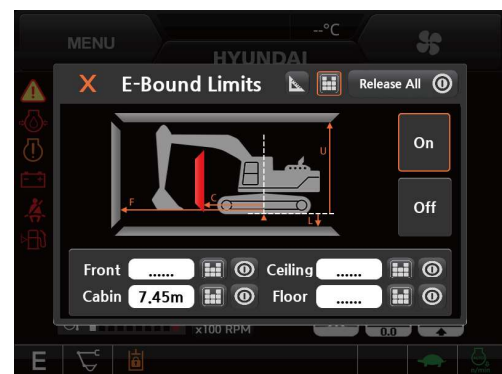 --°C
MENU
HYUNDAI
X E-Bound Limits Release All
U
On
F
C
L
Off
Front ...... Ceiling ......
Cabin 7.45m Floor ......
x100 RPM 0.0
E